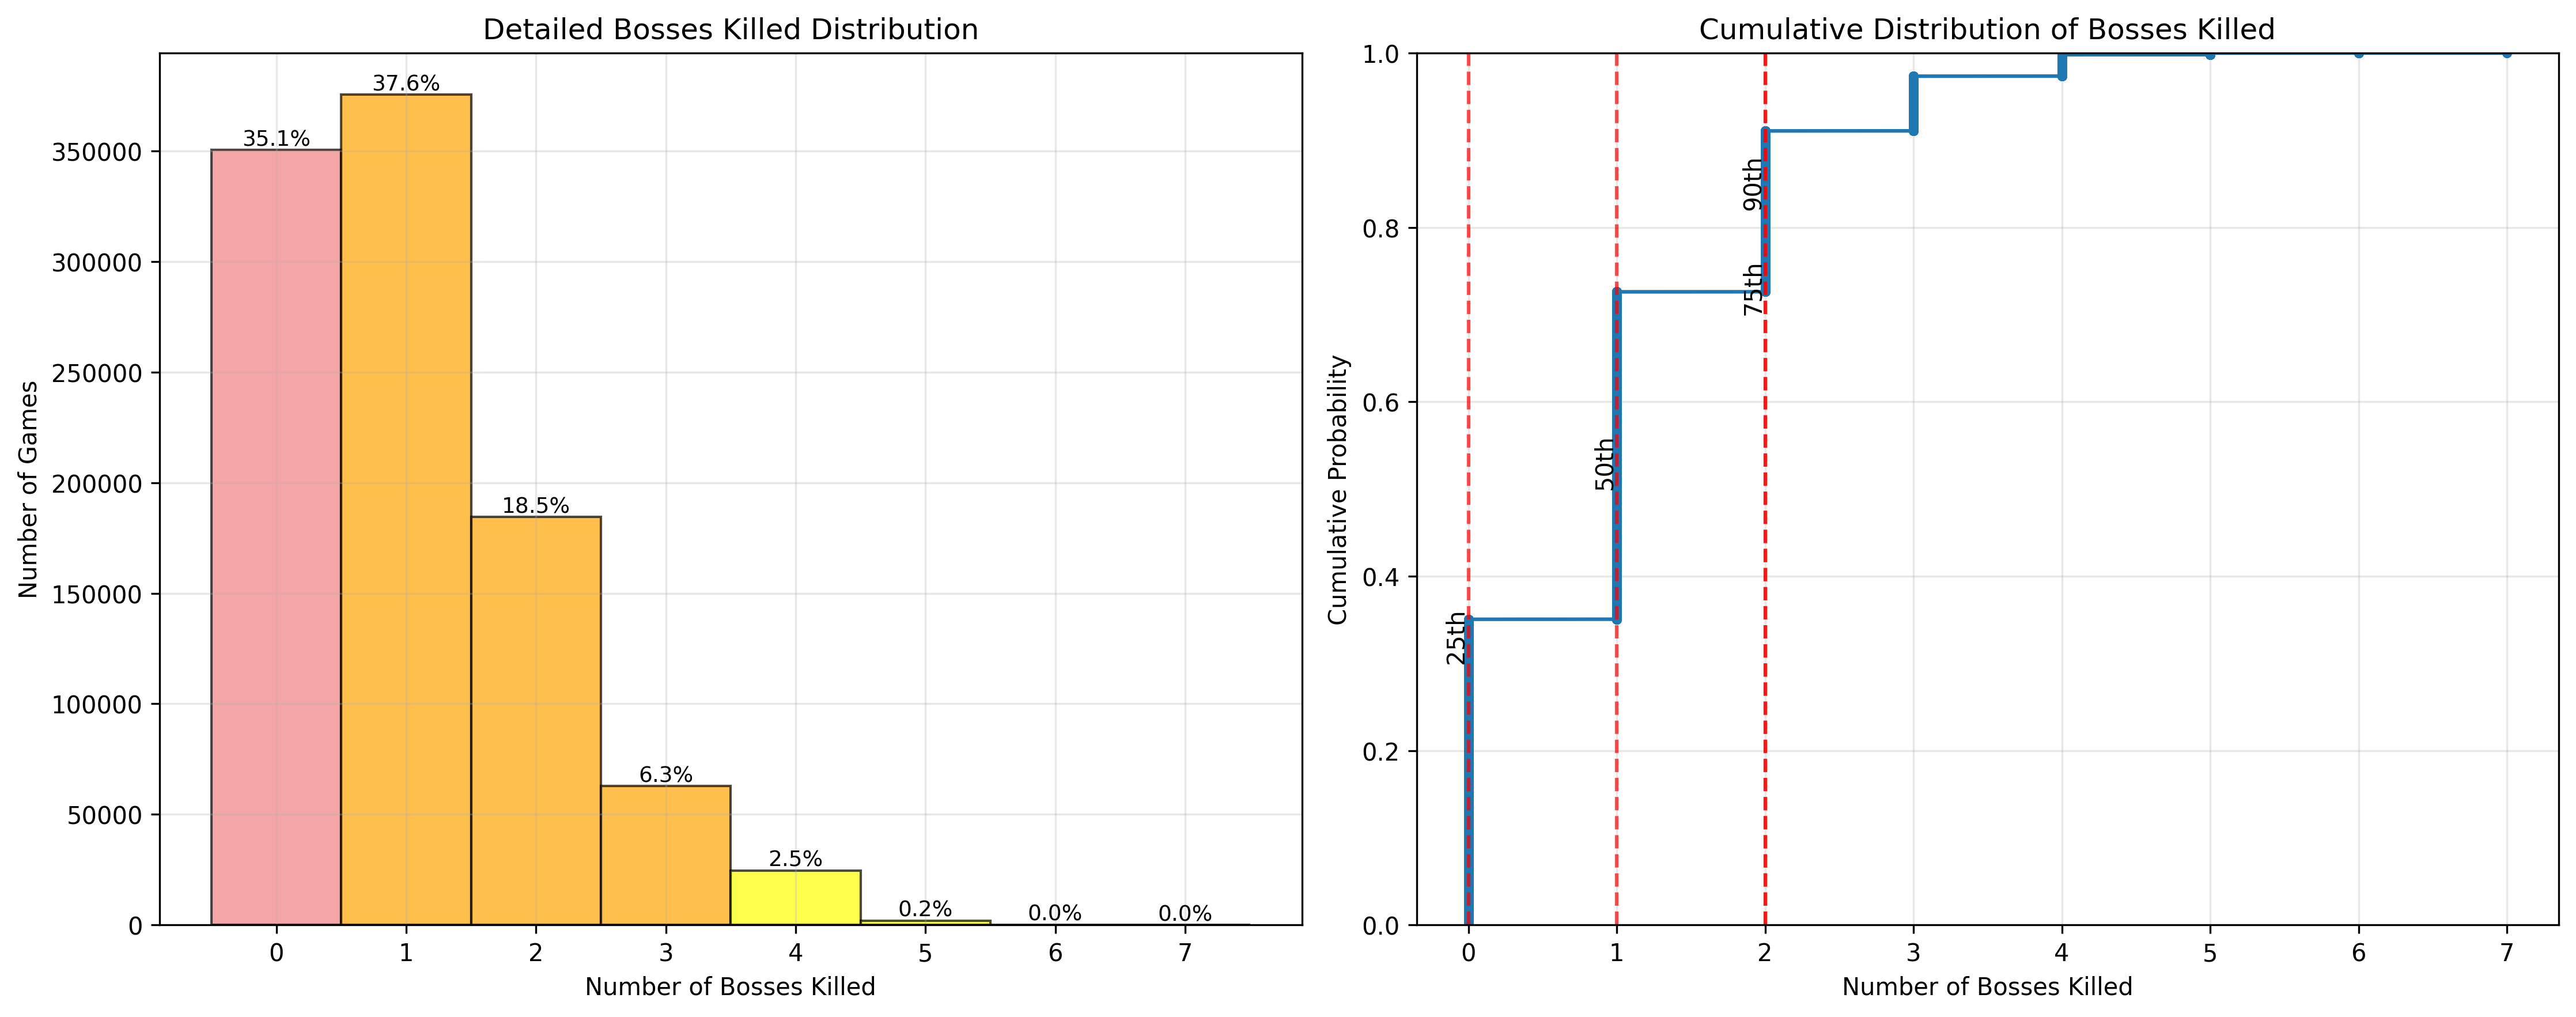 Detailed Bosses Killed Distribution
Number of Games
350000
300000
250000
200000
150000
100000
50000
0
35.1%
37.6%
18.5%
6.3%
2.5%
0.2%
0.0%
0.0%
0 1 2 3 4 5 6 7
Number of Bosses Killed
Cumulative Distribution of Bosses Killed
Cumulative Probability
1.0
0.8
0.6
0.4
0.2
0.0
25th
50th
75th
90th
0 1 2 3 4 5 6 7
Number of Bosses Killed